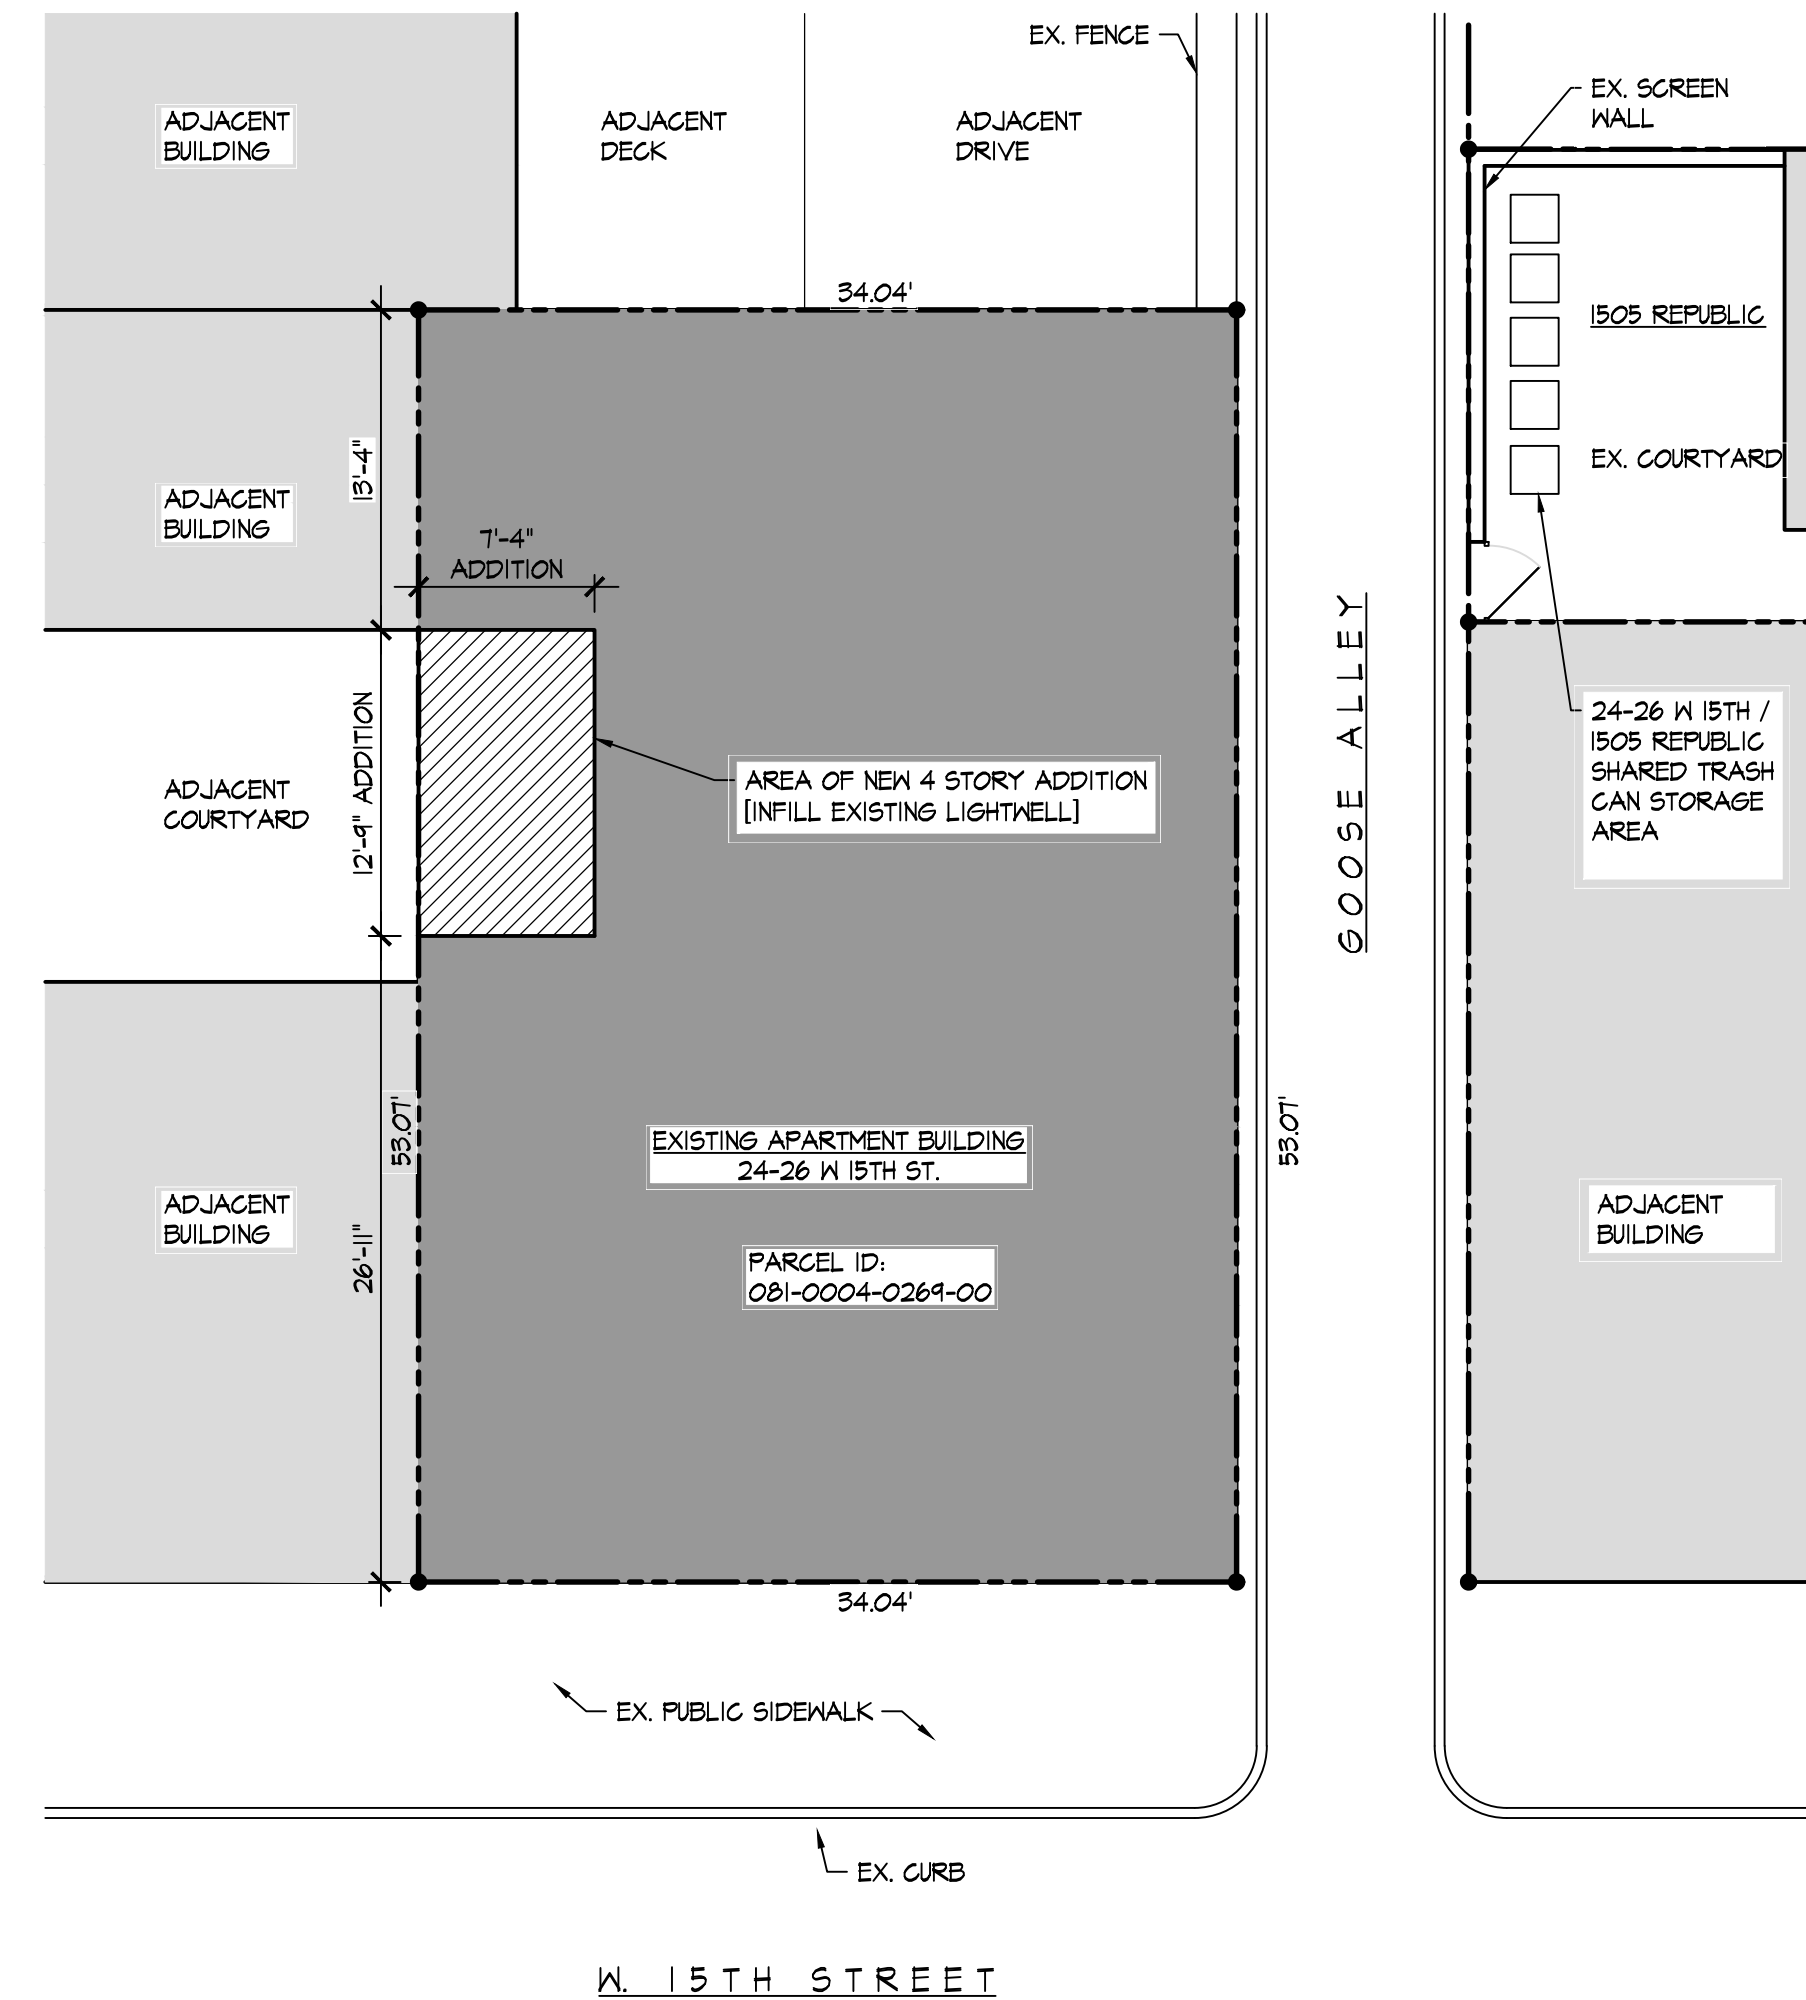 EX. FENCE
EX. SCREEN
WALL
ADJACENT
BUILDING
ADJACENT
DECK
ADJACENT
DRIVE
34.04'
1505 REPUBLIC
EX. COURTYARD
13'-4"
ADJACENT
BUILDING
7'-4"
ADDITION
GOOSE ALLEY
12'-9" ADDITION
ADJACENT
COURTYARD
AREA OF NEW 4 STORY ADDITION
[INFILL EXISTING LIGHTWELL]
24-26 W 15TH /
1505 REPUBLIC
SHARED TRASH
CAN STORAGE
AREA
53.07'
53.07'
EXISTING APARTMENT BUILDING
24-26 W 15TH ST.
ADJACENT
BUILDING
26'-11"
PARCEL ID:
081-0004-0269-00
ADJACENT
BUILDING
34.04'
EX. PUBLIC SIDEWALK
EX. CURB
W. 15TH STREET